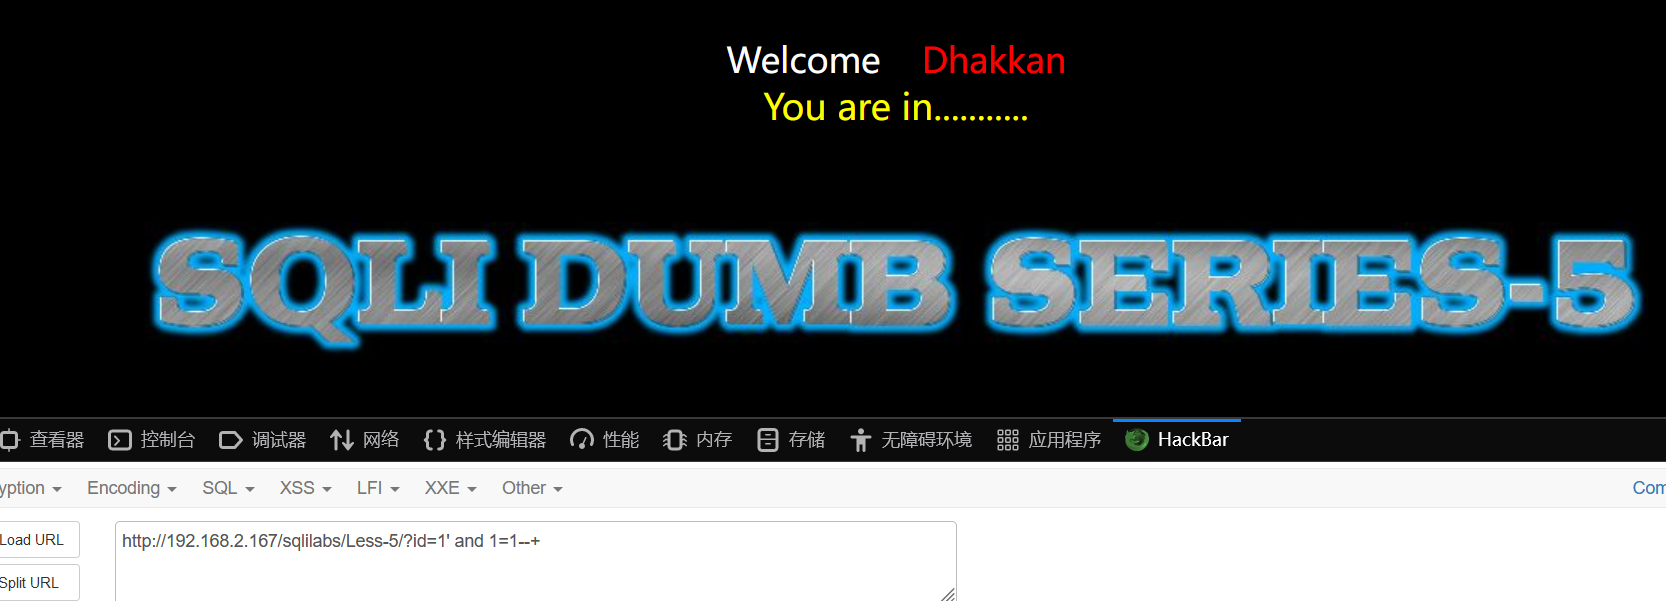 Welcome Dhakkan
You are in...........
SQLI DUMB SERIES-5
查看器 控制台 调试器 网络 样式编辑器 性能 内存 存储 无障碍环境 应用程序 HackBar
yption Encoding SQL XSS LFI XXE Other Com
Load URL http://192.168.2.167/sqlilabs/Less-5/?id=1' and 1=1--+
Split URL